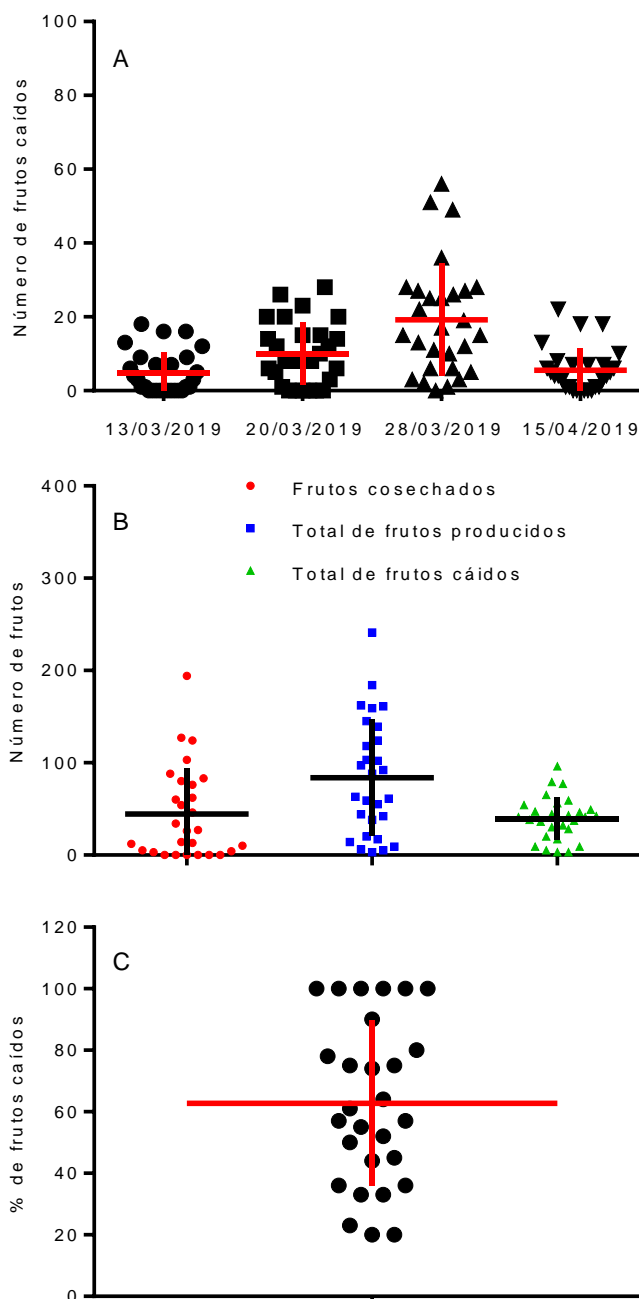 100
A
80
60
40
20
0
Número de frutos caídos
13/03/2019 20/03/2019 28/03/2019 15/04/2019
400
B
300
200
100
0
Número de frutos
Frutos cosechados
Total de frutos producidos
Total de frutos cáidos
120
C
100
80
60
40
20
0
% de frutos caídos